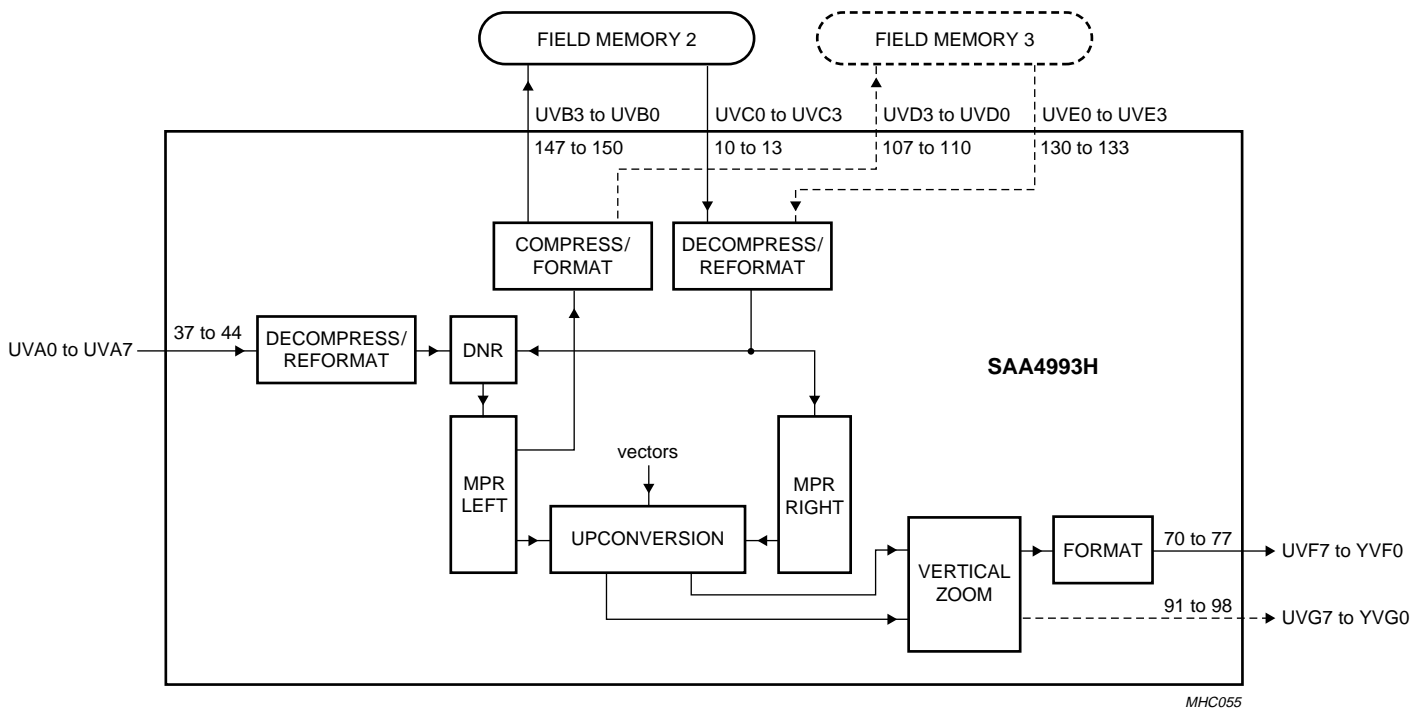 FIELD MEMORY 2
FIELD MEMORY 3
UVB3 to UVB0
UVC0 to UVC3
UVD3 to UVD0
UVE0 to UVE3
147 to 150
10 to 13
107 to 110
130 to 133
COMPRESS/
FORMAT
DECOMPRESS/
REFORMAT
UVA0 to UVA7
37 to 44
DECOMPRESS/
REFORMAT
DNR
SAA4993H
MPR
LEFT
vectors
MPR
RIGHT
UPCONVERSION
VERTICAL
ZOOM
FORMAT
70 to 77
UVF7 to YVF0
91 to 98
UVG7 to YVG0
MHC055